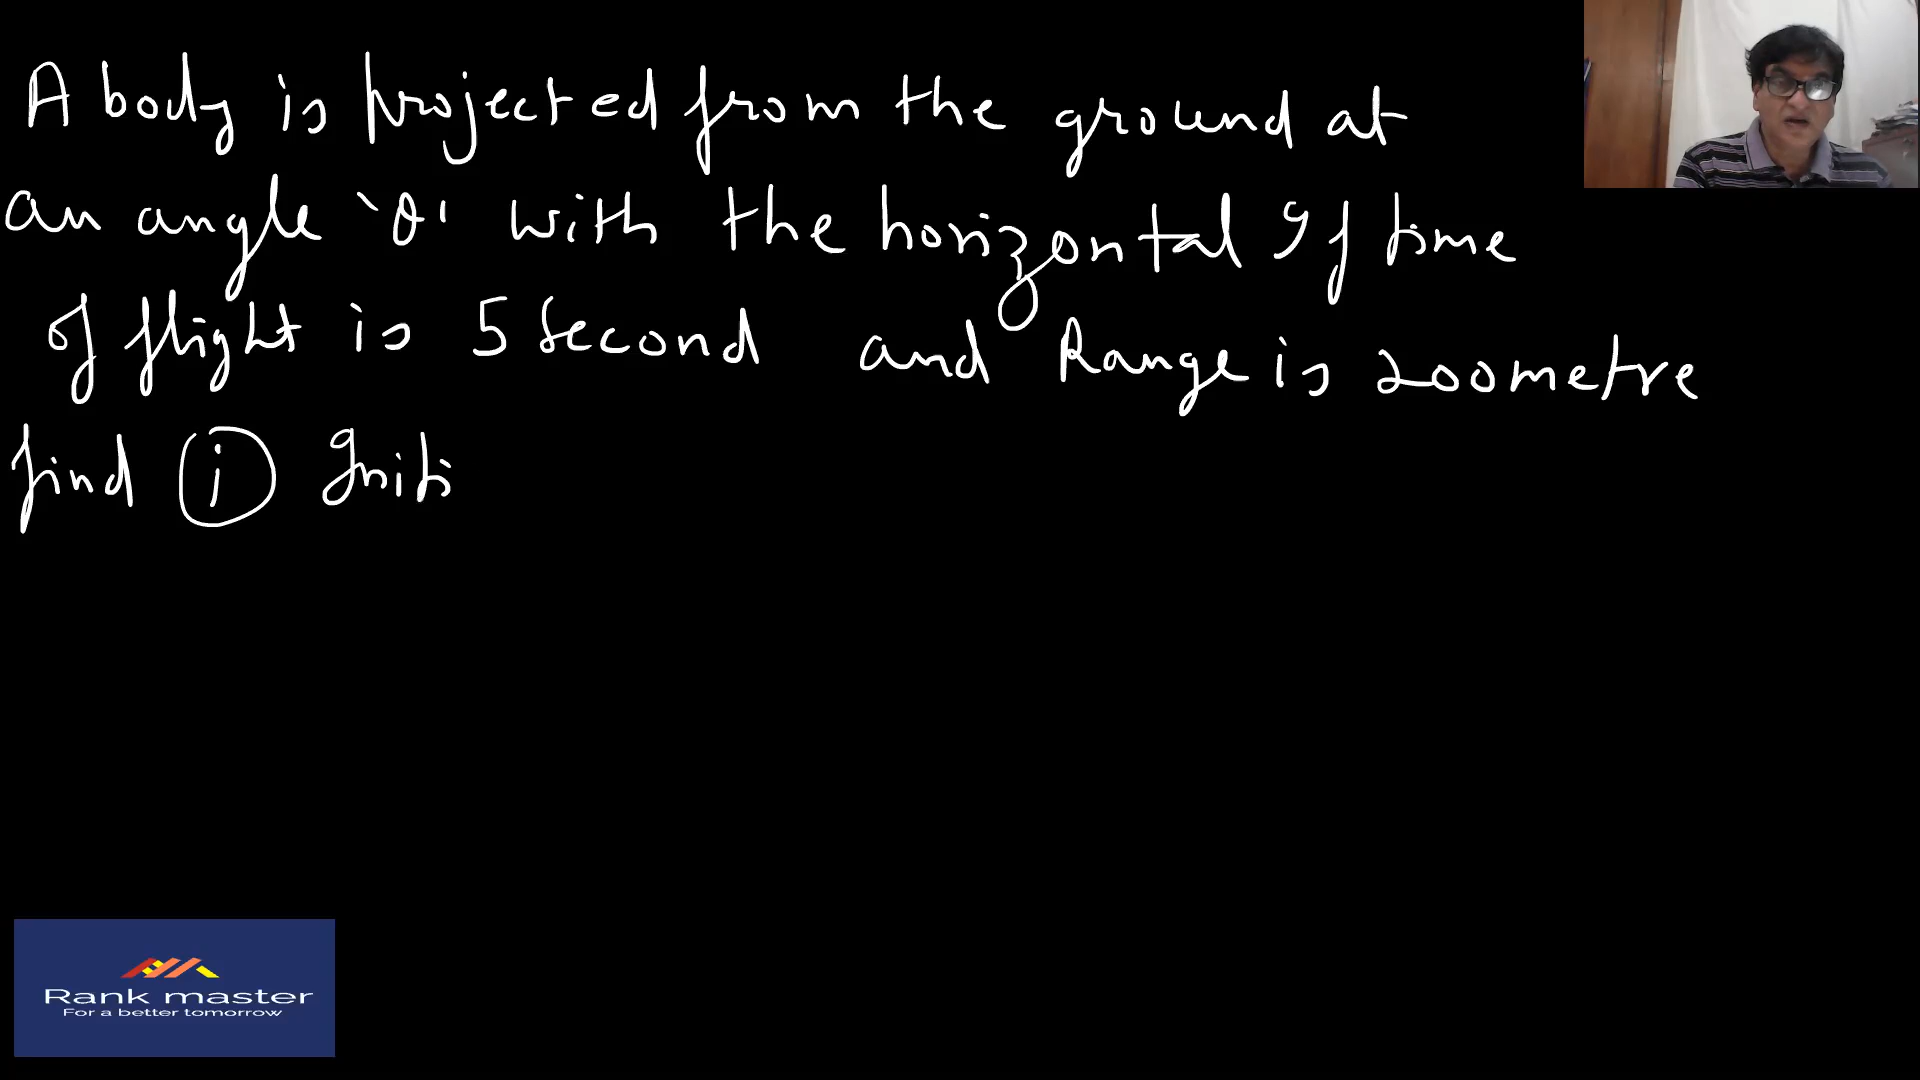 A body is projected from the ground at
an angle 'θ' with the horizontal If time
of flight is 5 Second and Range is 200metre
find (i) Initi
Rank master
For a better tomorrow